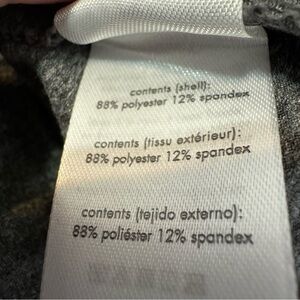 contents (shell):
88% polyester 12% spandex
contents (tissu extérieur):
88% polyester 12% spandex
contents (tejido externo):
88% poliéster 12% spandex